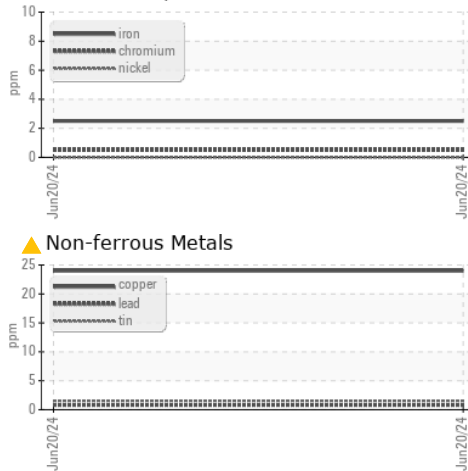 10
8
6
4
2
0
ppm
iron
chromium
nickel
Jun20/24
Jun20/24
Non-ferrous Metals
25
20
15
10
5
0
ppm
copper
lead
tin
Jun20/24
Jun20/24